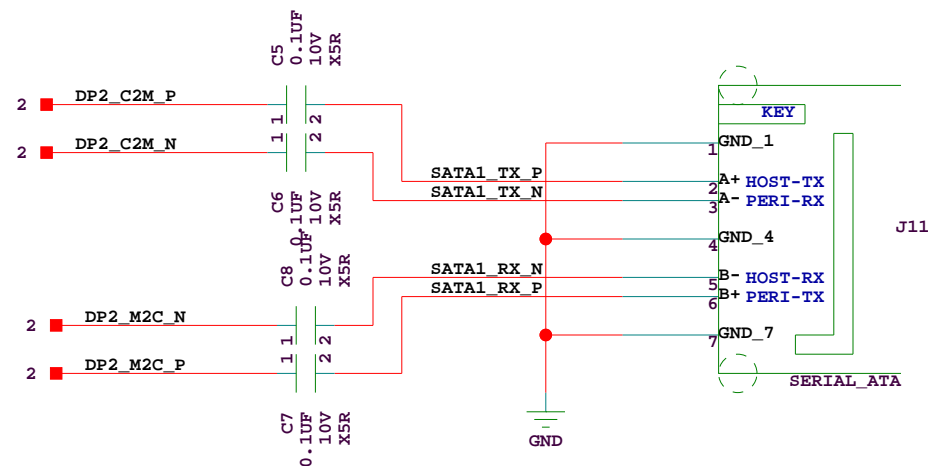 C5
0.1UF
10V
X5R
2
DP2_C2M_P
1
2
2
DP2_C2M_N
1
2
C6
0.1UF
10V
X5R
SATA1_TX_P
SATA1_TX_N
KEY
1
GND_1
2
A+
HOST-TX
3
A-
PERI-RX
4
GND_4
5
B-
HOST-RX
6
B+
PERI-TX
7
GND_7
J11
SERIAL_ATA
C8
0.1UF
10V
X5R
SATA1_RX_N
SATA1_RX_P
2
DP2_M2C_N
1
2
2
DP2_M2C_P
1
2
C7
0.1UF
10V
X5R
GND